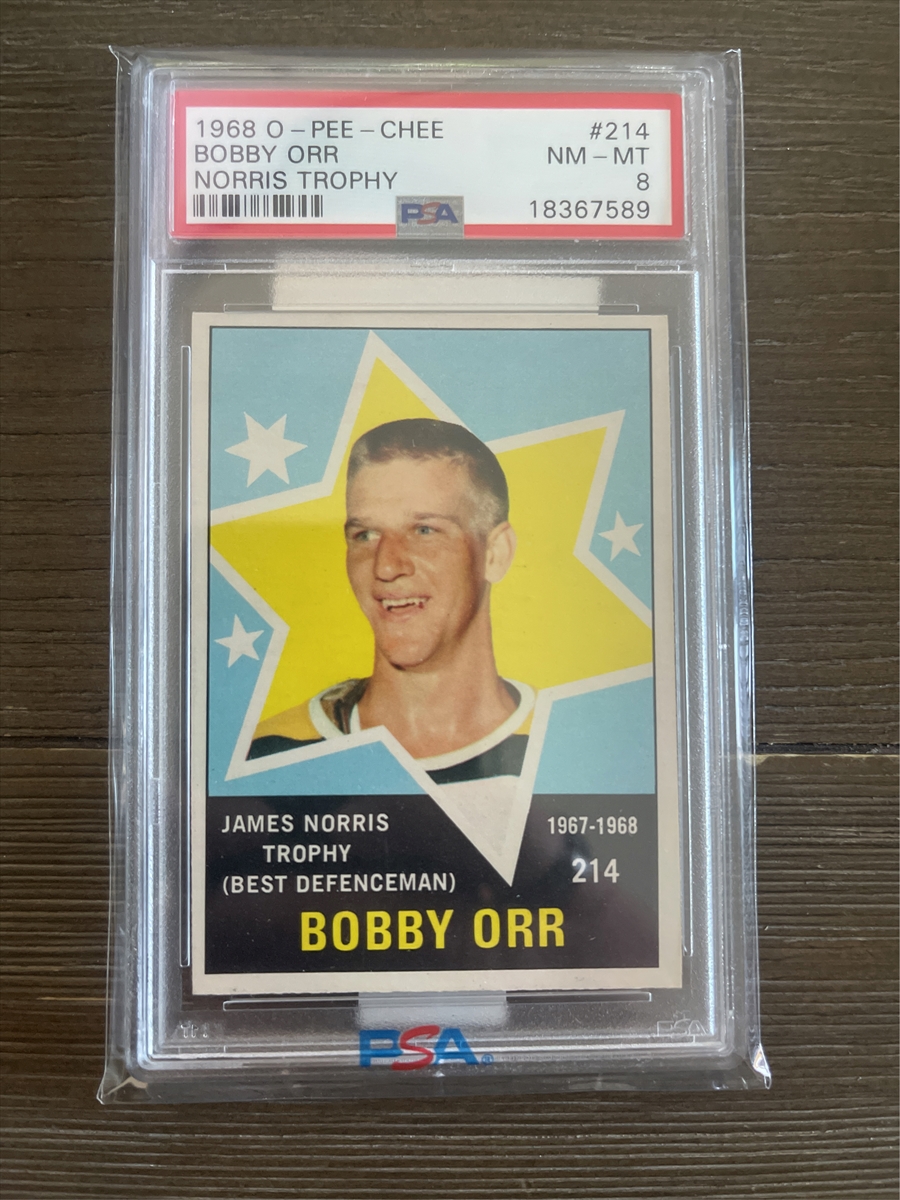 1968 O-PEE-CHEE #214
BOBBY ORR NM-MT
NORRIS TROPHY 8
PSA 18367589
JAMES NORRIS
TROPHY
(BEST DEFENCEMAN)
1967-1968
214
BOBBY ORR
PSA
PSA